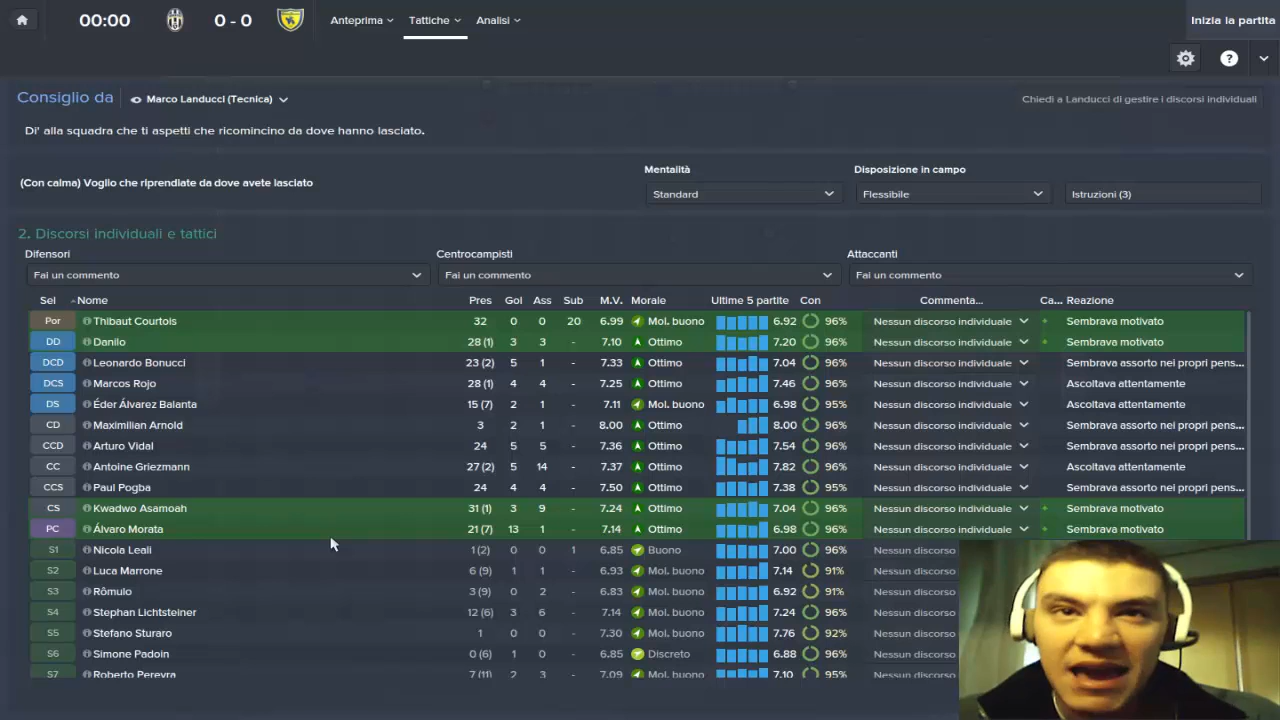 00:00 0 - 0 Anteprima Tattiche Analisi Inizia la partita
?
Consiglio da Marco Landucci (Tecnica) Chiedi a Landucci di gestire i discorsi individuali
Di' alla squadra che ti aspetti che ricomincino da dove hanno lasciato.
Mentalità Disposizione in campo
(Con calma) Voglio che riprendiate da dove avete lasciato
Standard Flessibile Istruzioni (3)
2. Discorsi individuali e tattici
Difensori Centrocampisti Attaccanti
Fai un commento Fai un commento Fai un commento
Sel Nome Pres Gol Ass Sub M.V. Morale Ultime 5 partite Con Commenta... Ca... Reazione
Por Thibaut Courtois 32 0 0 20 6.99 Mol. buono 6.92 96% Nessun discorso individuale Sembrava motivato
DD Danilo 28 (1) 3 3 - 7.10 Ottimo 7.20 96% Nessun discorso individuale Sembrava motivato
DCD Leonardo Bonucci 23 (2) 5 1 - 7.33 Ottimo 7.04 96% Nessun discorso individuale Sembrava assorto nei propri pens...
DCS Marcos Rojo 28 (1) 4 4 - 7.25 Ottimo 7.46 96% Nessun discorso individuale Ascoltava attentamente
DS Éder Álvarez Balanta 15 (7) 2 1 - 7.11 Mol. buono 6.98 95% Nessun discorso individuale Ascoltava attentamente
CD Maximilian Arnold 3 2 1 - 8.00 Ottimo 8.00 96% Nessun discorso individuale Sembrava assorto nei propri pens...
CCD Arturo Vidal 24 5 5 - 7.36 Ottimo 7.54 96% Nessun discorso individuale Sembrava assorto nei propri pens...
CC Antoine Griezmann 27 (2) 5 14 - 7.37 Ottimo 7.82 96% Nessun discorso individuale Ascoltava attentamente
CCS Paul Pogba 24 4 4 - 7.50 Ottimo 7.38 96% Nessun discorso individuale Sembrava assorto nei propri pens...
CS Kwadwo Asamoah 31 (1) 3 9 - 7.24 Ottimo 7.04 96% Nessun discorso individuale Sembrava motivato
PC Álvaro Morata 21 (7) 13 1 - 7.14 Ottimo 6.98 96% Nessun discorso individuale Sembrava motivato
S1 Nicola Leali 1 (2) 0 0 1 6.85 Buono 7.00 96% Nessun discorso
S2 Luca Marrone 6 (9) 1 1 - 6.93 Mol. buono 7.14 91% Nessun discorso
S3 Rômulo 3 (9) 0 2 - 6.83 Mol. buono 6.92 91% Nessun discorso
S4 Stephan Lichtsteiner 12 (6) 3 6 - 7.14 Mol. buono 7.24 96% Nessun discorso
S5 Stefano Sturaro 1 0 0 - 7.30 Mol. buono 7.76 92% Nessun discorso
S6 Simone Padoin 0 (6) 1 0 - 6.85 Discreto 6.88 96% Nessun discorso
S7 Roberto Pereyra 7 (11) 2 3 - 7.09 Mol. buono 7.10 95% Nessun discorso